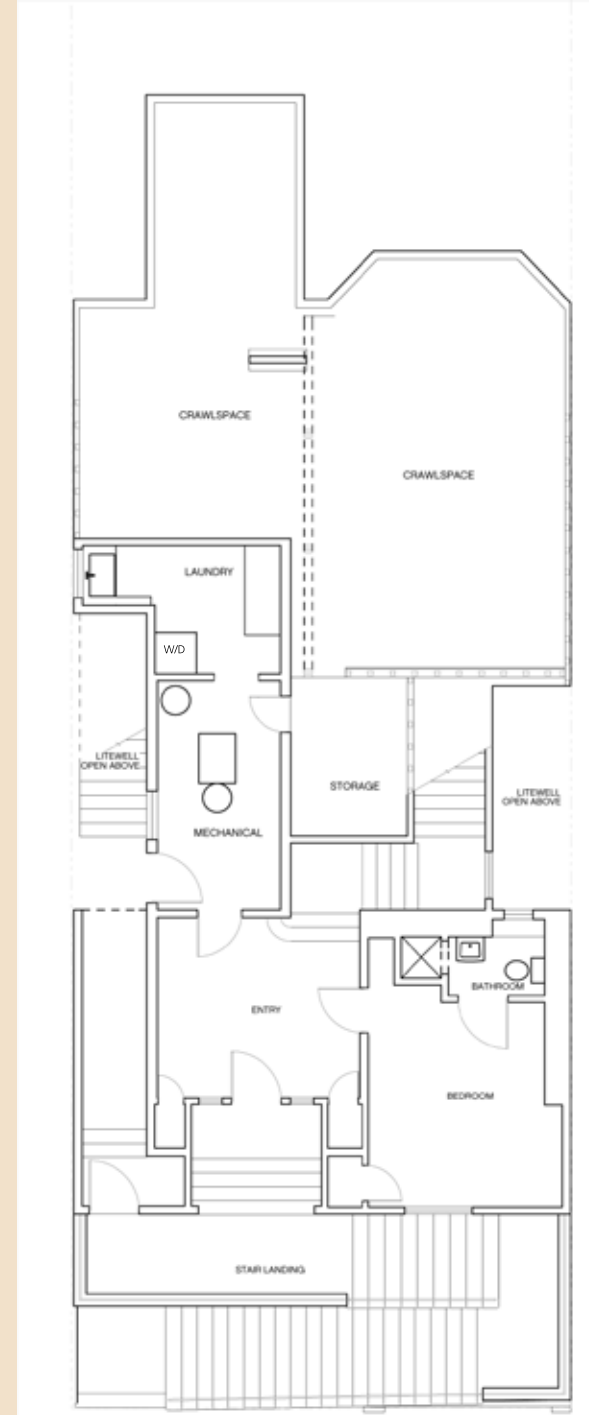 CRAWLSPACE
CRAWLSPACE
LAUNDRY
W/D
LITEWELL
OPEN ABOVE
STORAGE
LITEWELL
OPEN ABOVE
MECHANICAL
BATHROOM
ENTRY
BEDROOM
STAIR LANDING